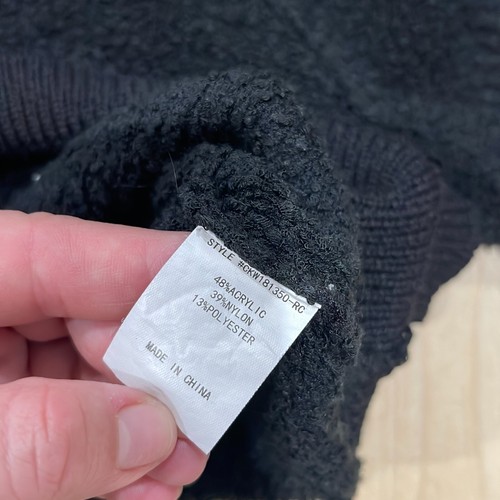 STYLE #CKW181350-RC
48%ACRYLIC
39%NYLON
13%POLYESTER
MADE IN CHINA